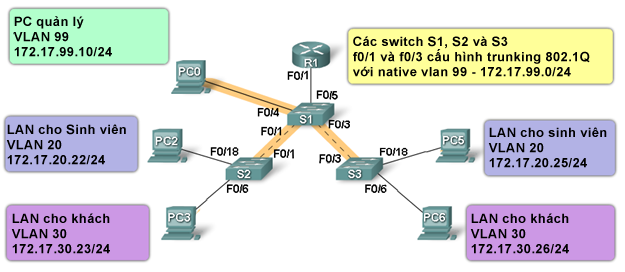 PC quản lý
VLAN 99
172.17.99.10/24
Các switch S1, S2 và S3
f0/1 và f0/3 cấu hình trunking 802.1Q
với native vlan 99 - 172.17.99.0/24
R1
F0/1
PC0
F0/5
F0/4
S1
F0/1
F0/3
LAN cho Sinh viên
VLAN 20
172.17.20.22/24
PC2
F0/18
F0/1
S2
F0/6
F0/3
F0/18
S3
F0/6
PC5
LAN cho sinh viên
VLAN 20
172.17.20.25/24
LAN cho khách
VLAN 30
172.17.30.23/24
PC3
PC6
LAN cho khách
VLAN 30
172.17.30.26/24